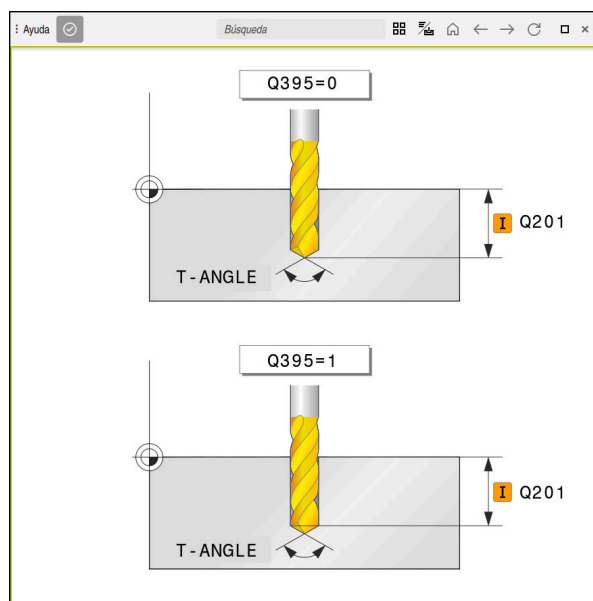 Ayuda
Búsqueda
Q395=0
I Q201
T-ANGLE
Q395=1
I Q201
T-ANGLE